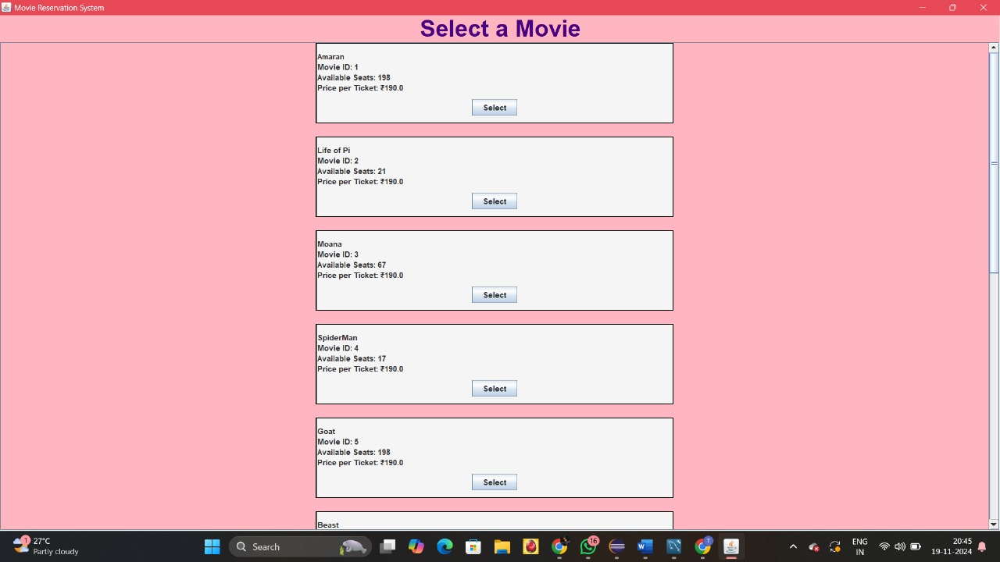 Movie Reservation System
Select a Movie
Amaran
Movie ID: 1
Available Seats: 198
Price per Ticket: ₹190.0
Select
Life of Pi
Movie ID: 2
Available Seats: 21
Price per Ticket: ₹190.0
Select
Moana
Movie ID: 3
Available Seats: 67
Price per Ticket: ₹190.0
Select
SpiderMan
Movie ID: 4
Available Seats: 17
Price per Ticket: ₹190.0
Select
Goat
Movie ID: 5
Available Seats: 198
Price per Ticket: ₹190.0
Select
Beast
1
27°C
Partly cloudy
Search
16
W
T
ENG
IN
20:45
19-11-2024